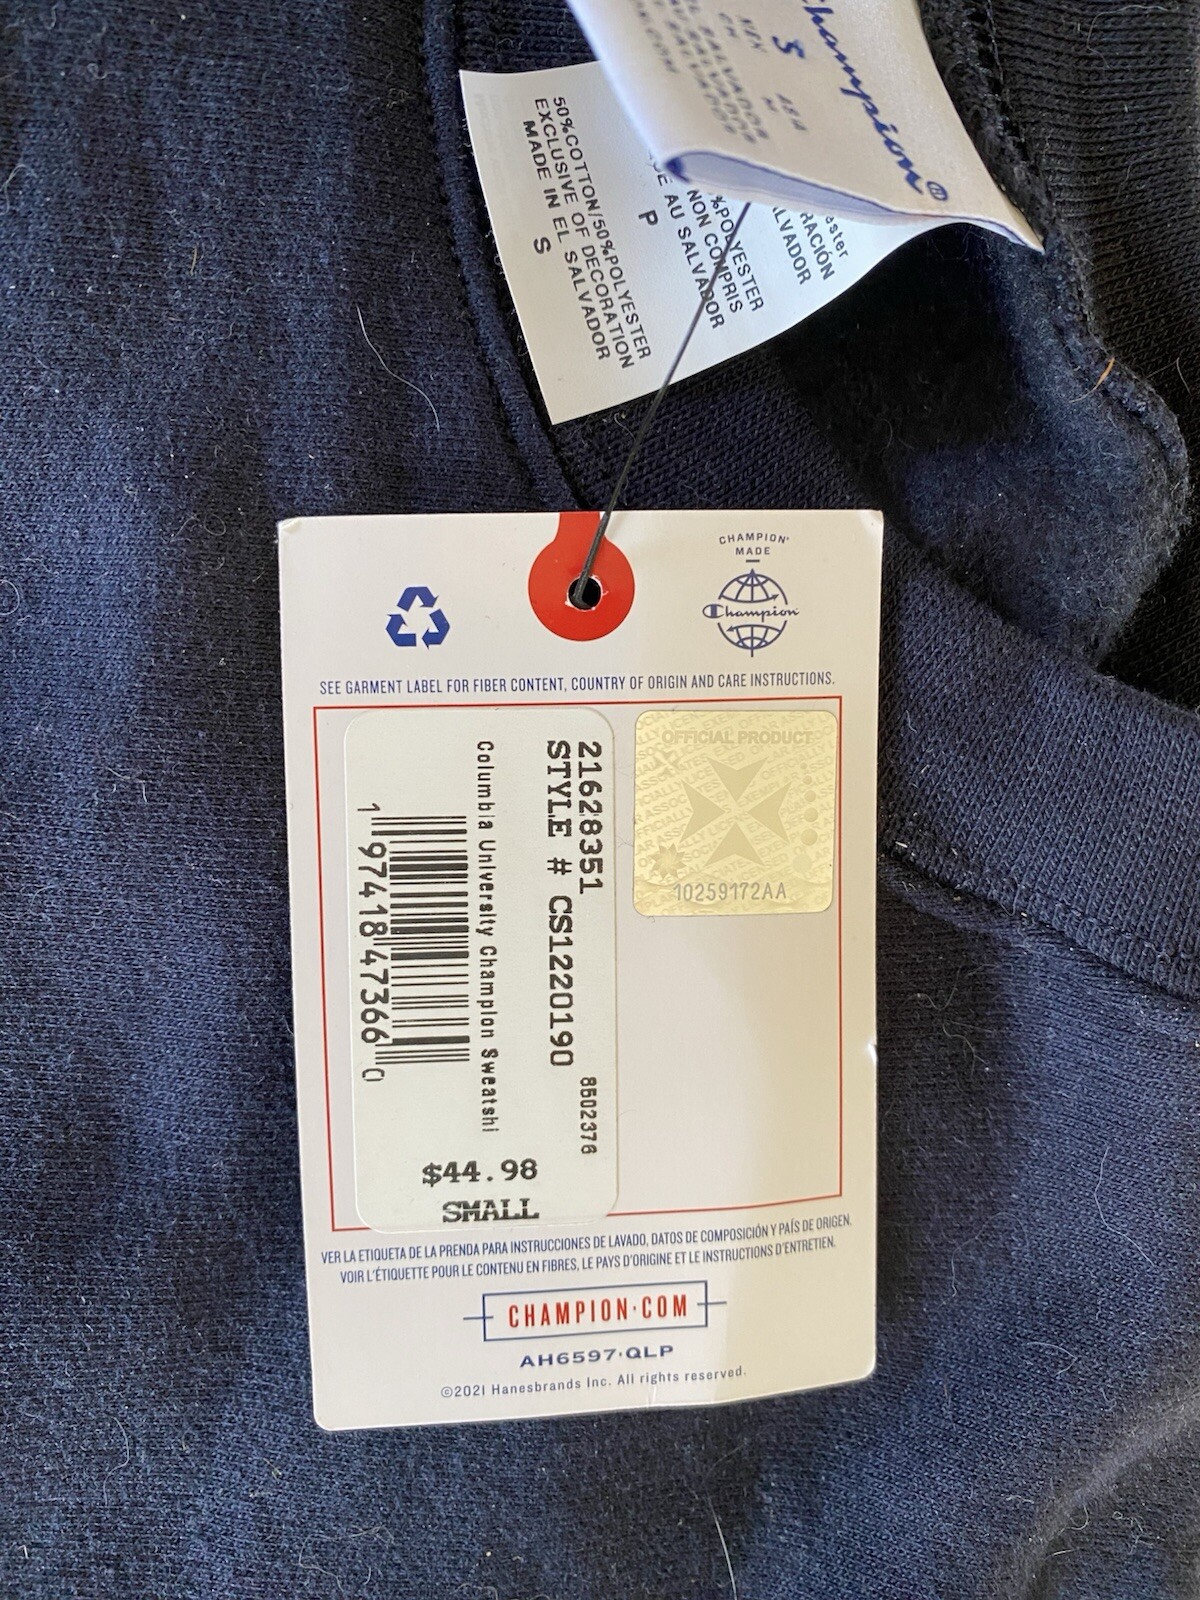 Champion®
S
50%COTTON/50%POLYESTER
EXCLUSIVE OF DECORATION
MADE IN EL SALVADOR
S
%POLYESTER
NON COMPRIS
AU SALVADOR
P
CHAMPION
MADE
Champion
SEE GARMENT LABEL FOR FIBER CONTENT, COUNTRY OF ORIGIN AND CARE INSTRUCTIONS.
OFFICIAL PRODUCT
10259172AA
21628351
8502376
STYLE # CS1220190
Columbia University Champion Sweatshi
1 97418 47366 0
$44.98
SMALL
VER LA ETIQUETA DE LA PRENDA PARA INSTRUCCIONES DE LAVADO, DATOS DE COMPOSICIÓN Y PAÍS DE ORIGEN.
VOIR L'ÉTIQUETTE POUR LE CONTENU EN FIBRES, LE PAYS D'ORIGINE ET LE INSTRUCTIONS D'ENTRETIEN.
CHAMPION·COM
AH6597·QLP
©2021 Hanesbrands Inc. All rights reserved.